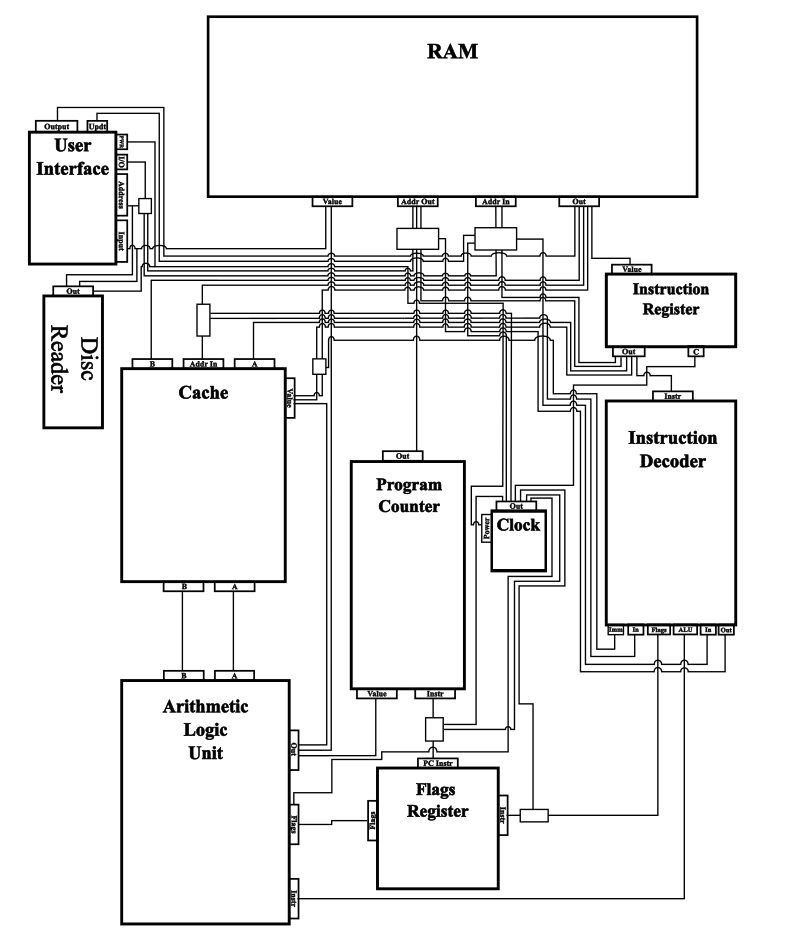 RAM
Value
Addr Out
Addr In
Out
Output
Updt
User
Interface
PWR
I/O
Address
Input
Out
Disc
Reader
Value
Instruction
Register
Out
C
B
Addr In
A
Cache
Value
B
A
Out
Program
Counter
Value
Instr
Out
Power
Clock
Instr
Instruction
Decoder
Imm
In
Flags
ALU
In
Out
B
A
Arithmetic
Logic
Unit
Out
Flags
Instr
PC Instr
Flags
Register
Flags
Instr